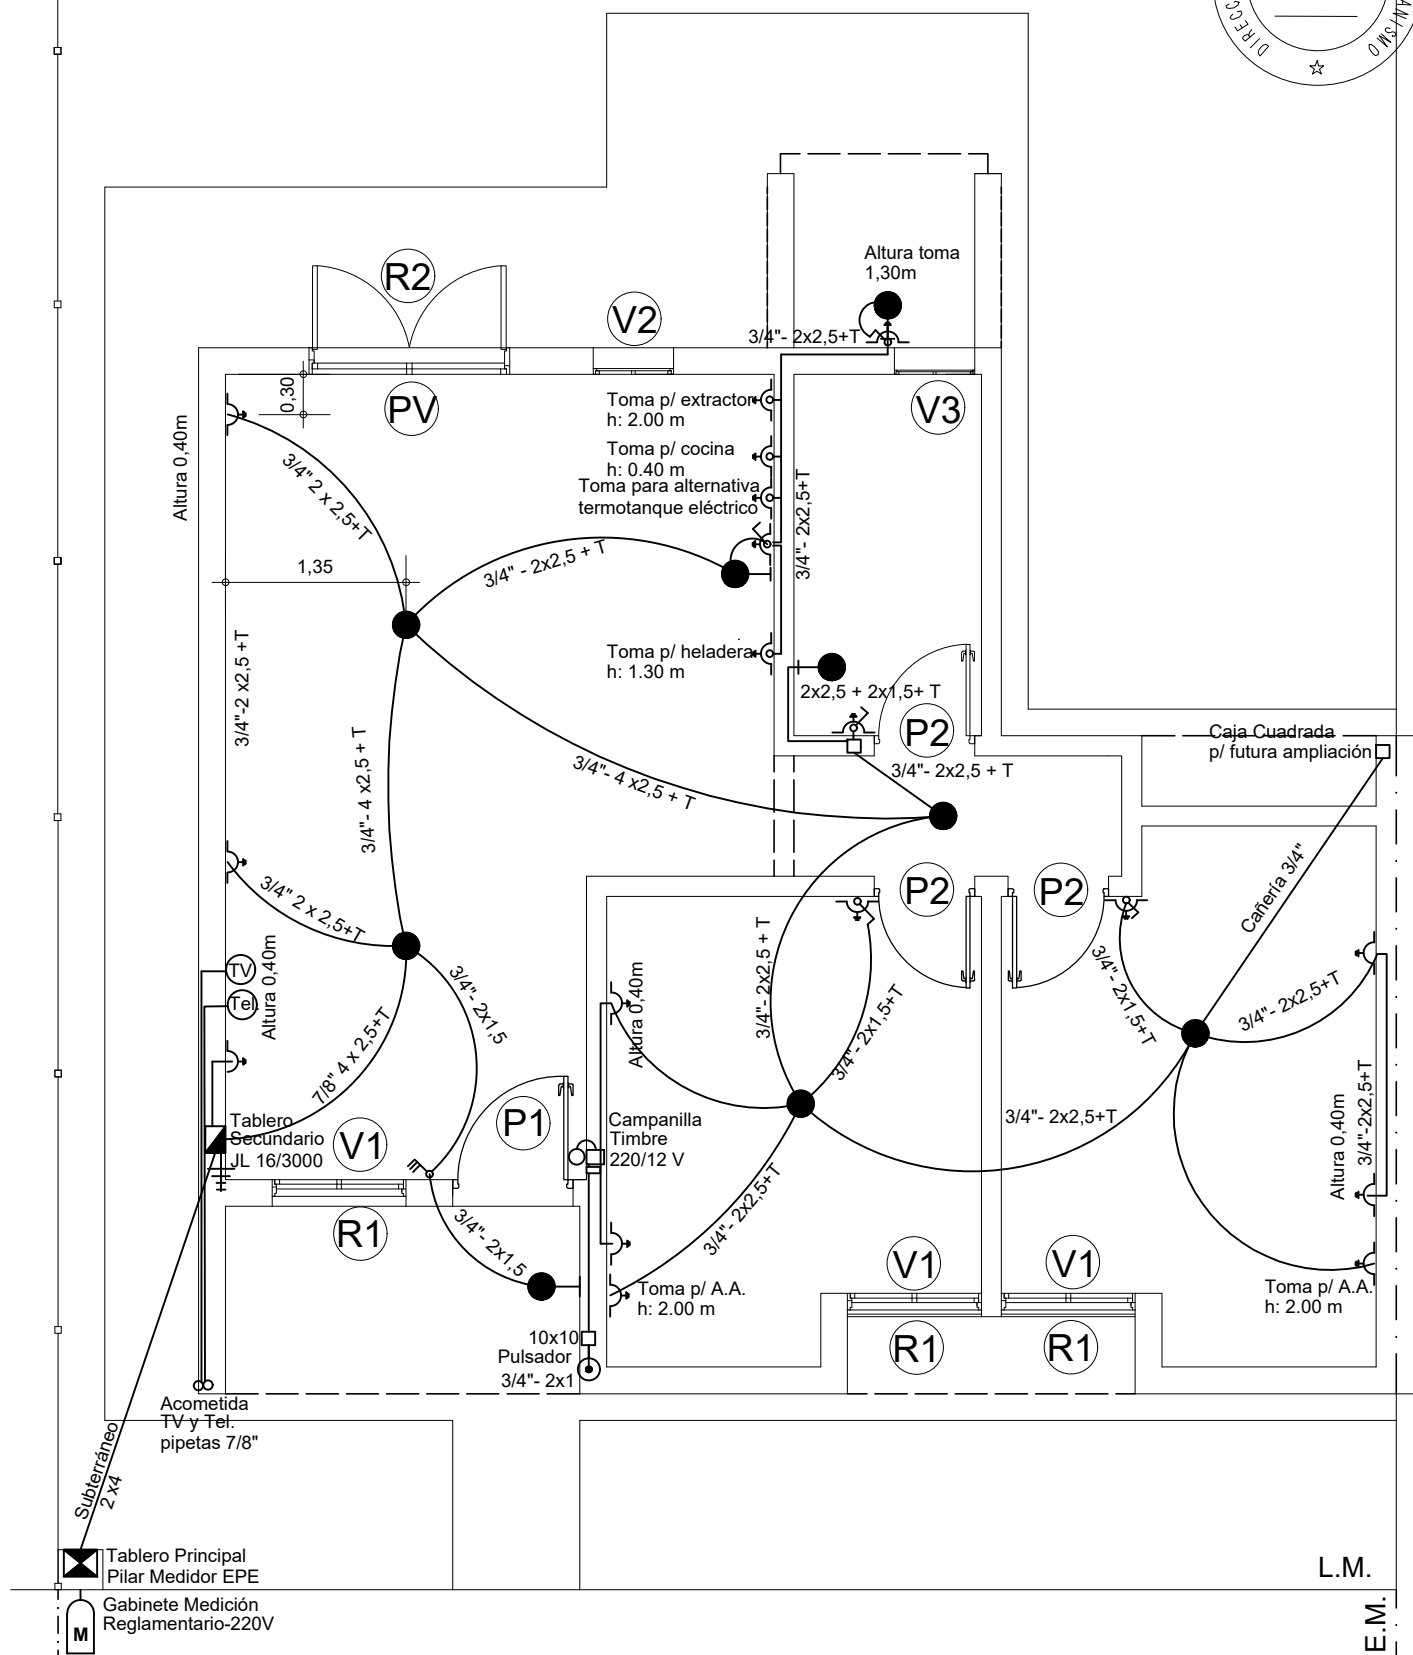 DIRECC
ANISMO
Altura toma
1,30m
R2
V2
3/4"- 2x2,5+T
0,30
PV
Toma p/ extractor
h: 2.00 m
V3
Altura 0,40m
3/4" 2 x 2,5+T
Toma p/ cocina
h: 0.40 m
Toma para alternativa
termotanque eléctrico
3/4"- 2x2,5+T
1,35
3/4" - 2x2,5 + T
3/4"-2 x2,5 +T
Toma p/ heladera
h: 1.30 m
2x2,5 + 2x1,5+ T
P2
Caja Cuadrada
p/ futura ampliación
3/4"- 4 x2,5 + T
3/4"- 4 x2,5 + T
3/4"- 2x2,5 + T
P2
P2
Cañería 3/4"
3/4" 2 x 2,5+T
TV
Tel.
Altura 0,40m
3/4"- 2x1,5
Altura 0,40m
3/4"- 2x2,5 + T
3/4"- 2x1,5+T
3/4"- 2x1,5+T
3/4"- 2x2,5+T
7/8" 4 x 2,5+T
Tablero
Secundario
JL 16/3000
V1
P1
Campanilla
Timbre
220/12 V
3/4"- 2x2,5+T
3/4"-2x2,5+T
Altura 0,40m
R1
3/4"- 2x1,5
3/4"- 2x2,5+T
V1
V1
Toma p/ A.A.
h: 2.00 m
Toma p/ A.A.
h: 2.00 m
10x10
Pulsador
3/4"- 2x1
R1
R1
Acometida
TV y Tel.
pipetas 7/8"
Subterráneo
2 x4
Tablero Principal
Pilar Medidor EPE
L.M.
Gabinete Medición
Reglamentario-220V
M
E.M.